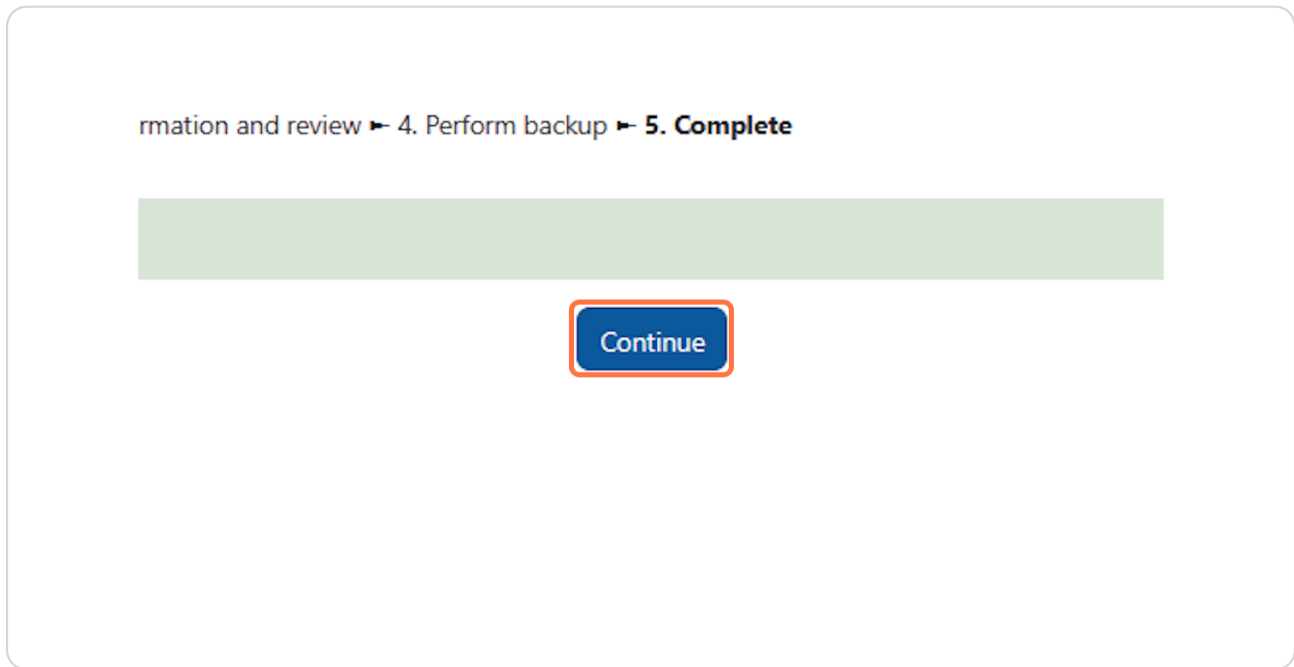 rmation and review ► 4. Perform backup ► 5. Complete
Continue